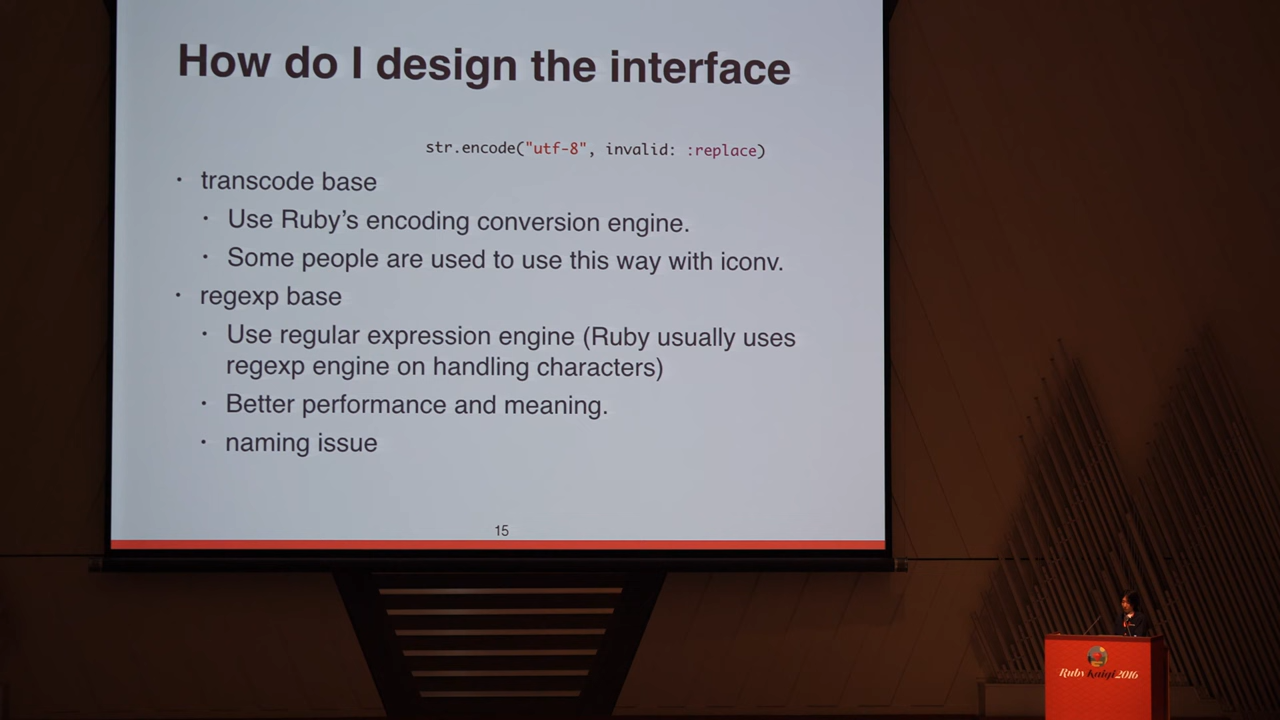 How do I design the interface
str.encode("utf-8", invalid: :replace)
• transcode base
• Use Ruby’s encoding conversion engine.
• Some people are used to use this way with iconv.
• regexp base
• Use regular expression engine (Ruby usually uses
regexp engine on handling characters)
• Better performance and meaning.
• naming issue
15
RubyKaigi2016